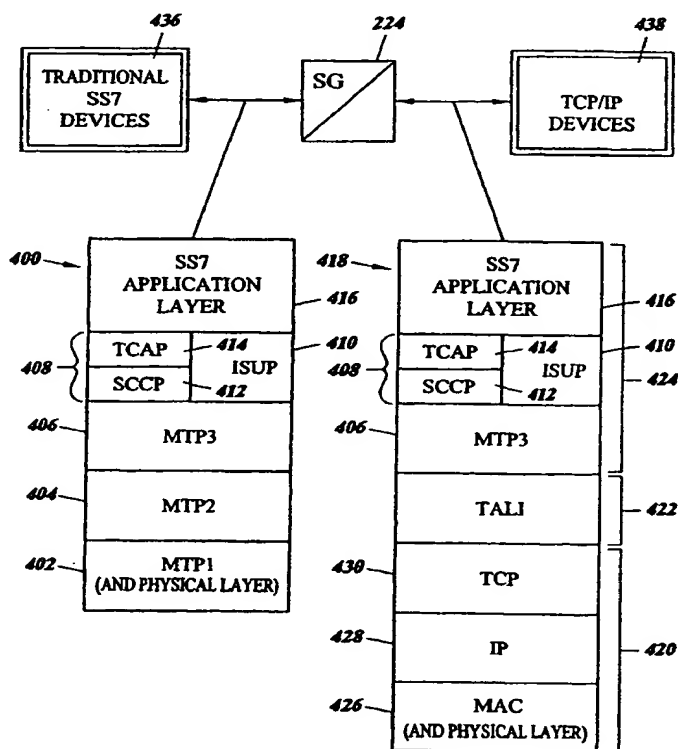 436
224
438
TRADITIONAL
SS7
DEVICES
SG
TCP/IP
DEVICES
400
SS7
APPLICATION
LAYER
416
408
TCAP
414
SCCP
412
ISUP
410
406
MTP3
404
MTP2
402
MTP1
(AND PHYSICAL LAYER)
418
SS7
APPLICATION
LAYER
416
408
TCAP
414
SCCP
412
ISUP
410
424
406
MTP3
TALI
422
430
TCP
428
IP
420
426
MAC
(AND PHYSICAL LAYER)